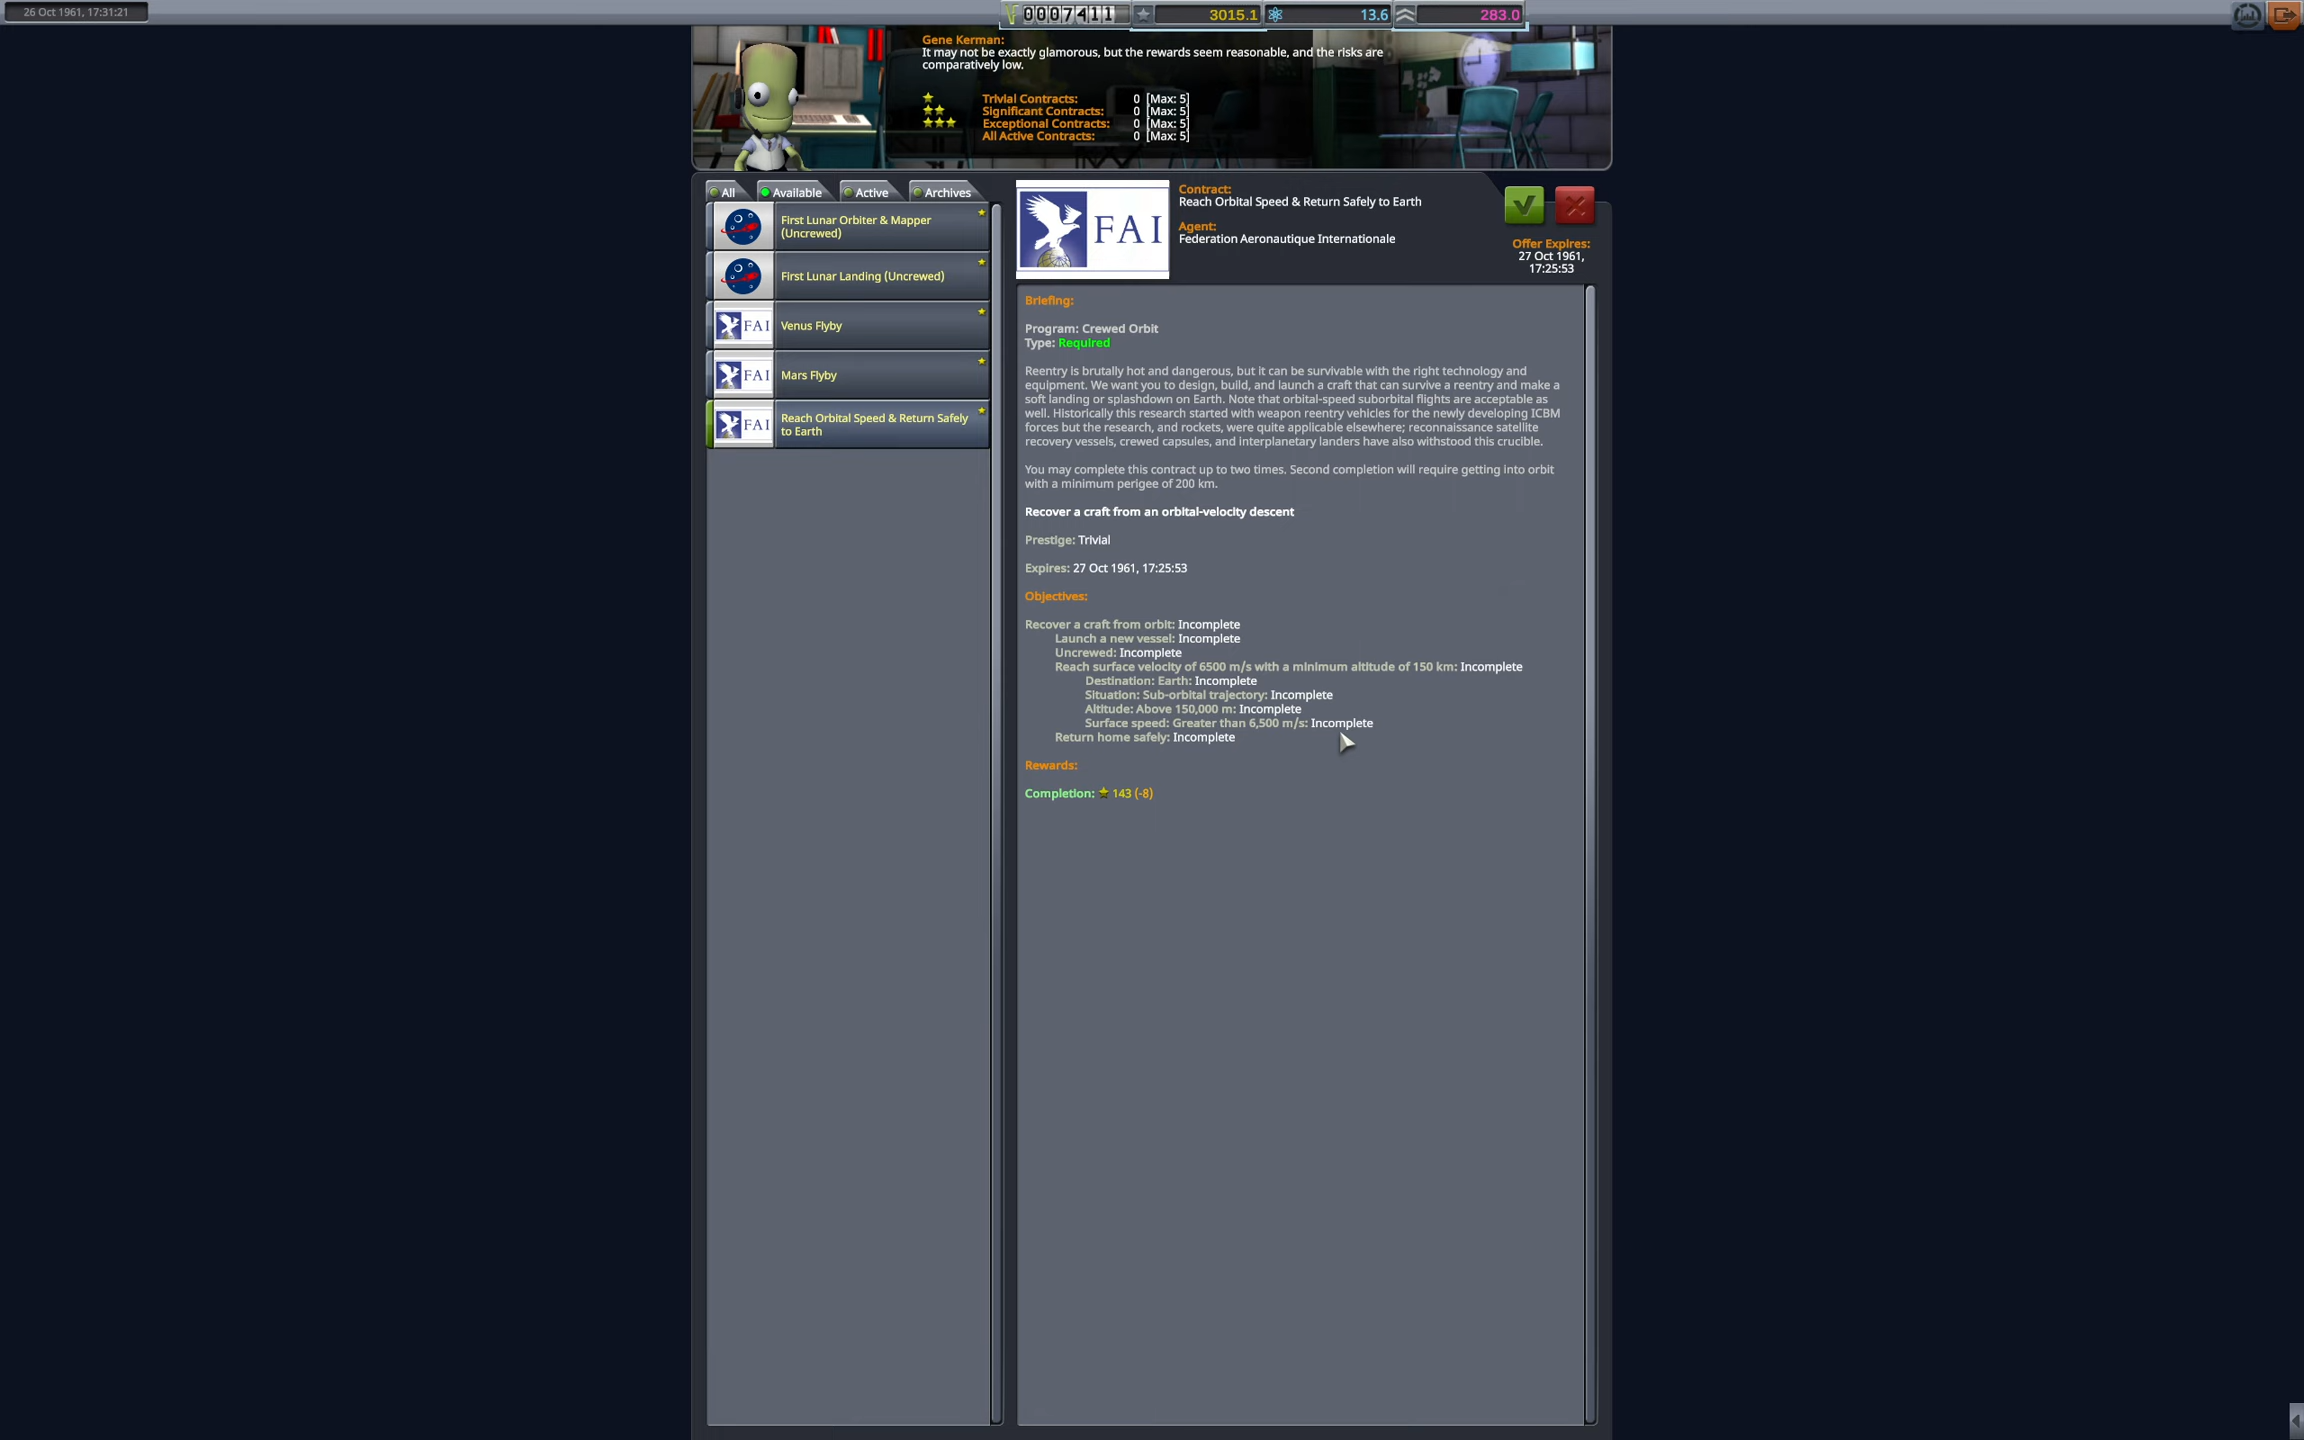 26 Oct 1961, 17:31:21
0007411
3015.1
13.6
283.0
Gene Kerman:
It may not be exactly glamorous, but the rewards seem reasonable, and the risks are
comparatively low.
Trivial Contracts: 0 [Max: 5]
Significant Contracts: 0 [Max: 5]
Exceptional Contracts: 0 [Max: 5]
All Active Contracts: 0 [Max: 5]
All
Available
Active
Archives
First Lunar Orbiter & Mapper
(Uncrewed)
First Lunar Landing (Uncrewed)
FAI
Venus Flyby
FAI
Mars Flyby
FAI
Reach Orbital Speed & Return Safely
to Earth
FAI
Contract:
Reach Orbital Speed & Return Safely to Earth
Agent:
Federation Aeronautique Internationale
Offer Expires:
27 Oct 1961,
17:25:53
Briefing:
Program: Crewed Orbit
Type: Required
Reentry is brutally hot and dangerous, but it can be survivable with the right technology and
equipment. We want you to design, build, and launch a craft that can survive a reentry and make a
soft landing or splashdown on Earth. Note that orbital-speed suborbital flights are acceptable as
well. Historically this research started with weapon reentry vehicles for the newly developing ICBM
forces but the research, and rockets, were quite applicable elsewhere; reconnaissance satellite
recovery vessels, crewed capsules, and interplanetary landers have also withstood this crucible.
You may complete this contract up to two times. Second completion will require getting into orbit
with a minimum perigee of 200 km.
Recover a craft from an orbital-velocity descent
Prestige: Trivial
Expires: 27 Oct 1961, 17:25:53
Objectives:
Recover a craft from orbit: Incomplete
Launch a new vessel: Incomplete
Uncrewed: Incomplete
Reach surface velocity of 6500 m/s with a minimum altitude of 150 km: Incomplete
Destination: Earth: Incomplete
Situation: Sub-orbital trajectory: Incomplete
Altitude: Above 150,000 m: Incomplete
Surface speed: Greater than 6,500 m/s: Incomplete
Return home safely: Incomplete
Rewards:
Completion: 143 (-8)